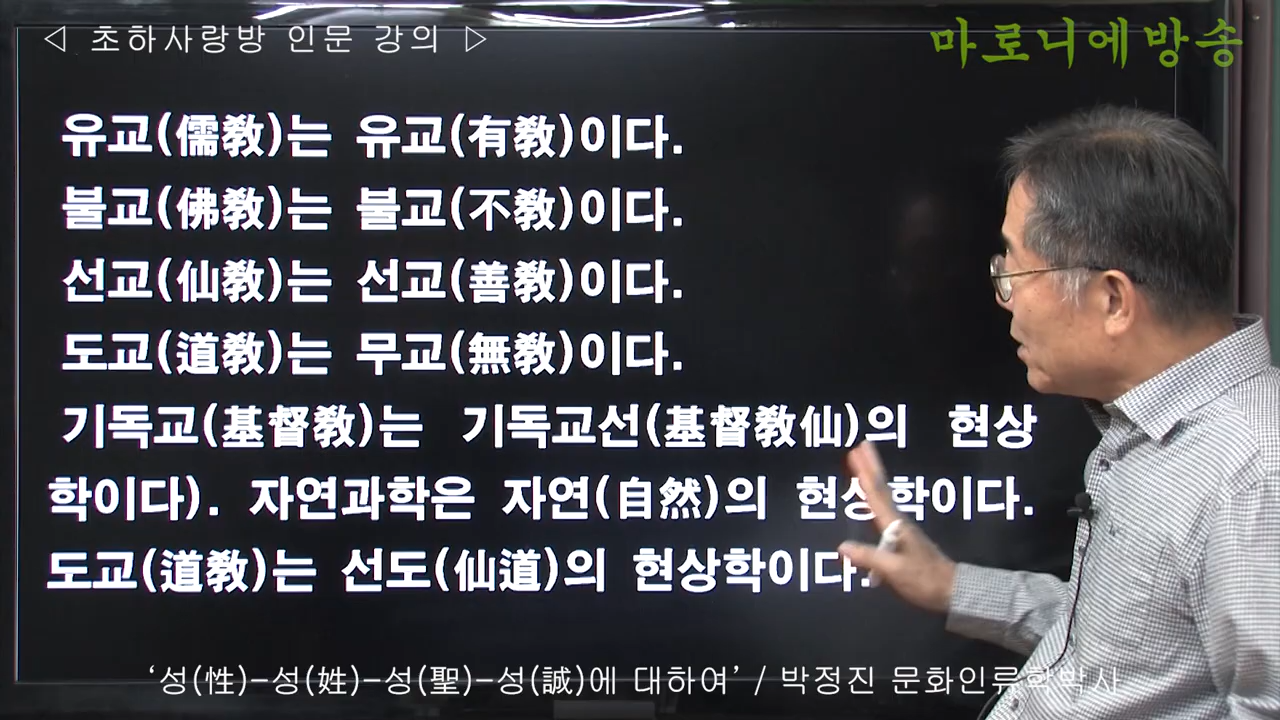 ◁ 초하사랑방 인문 강의 ▷
마로니에방송
유교(儒敎)는 유교(有敎)이다.
불교(佛敎)는 불교(不敎)이다.
선교(仙敎)는 선교(善敎)이다.
도교(道敎)는 무교(無敎)이다.
기독교(基督敎)는 기독교선(基督敎仙)의 현상
학이다). 자연과학은 자연(自然)의 현상학이다.
도교(道敎)는 선도(仙道)의 현상학이다.
‘성(性)-성(姓)-성(聖)-성(誠)에 대하여’ / 박정진 문화인류학박사